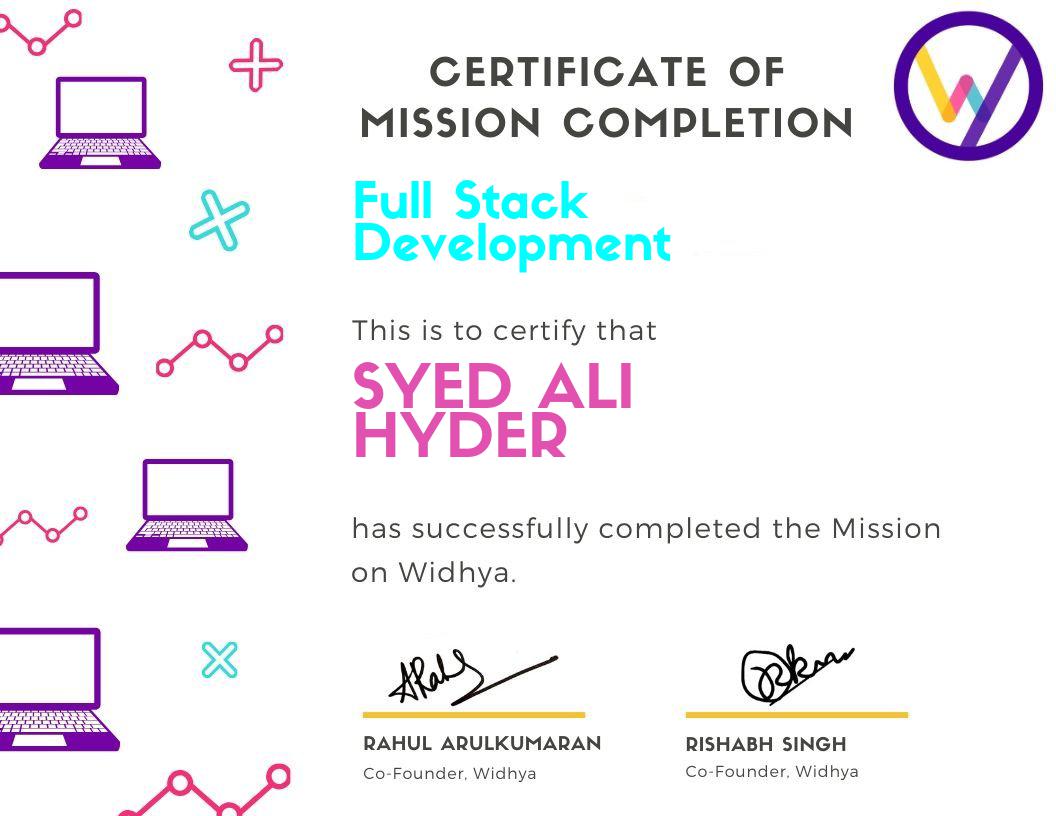 CERTIFICATE OF
MISSION COMPLETION
Full Stack
Development
This is to certify that
SYED ALI
HYDER
has successfully completed the Mission
on Widhya.
RAHUL ARULKUMARAN
Co-Founder, Widhya
RISHABH SINGH
Co-Founder, Widhya